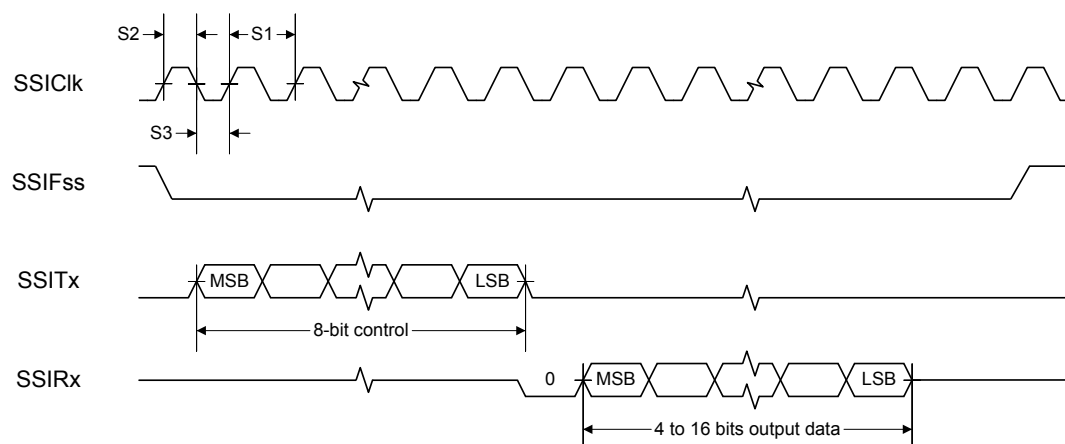 S2
S1
SSIClk
S3
SSIFss
SSITx
MSB
LSB
8-bit control
SSIRx
0
MSB
LSB
4 to 16 bits output data